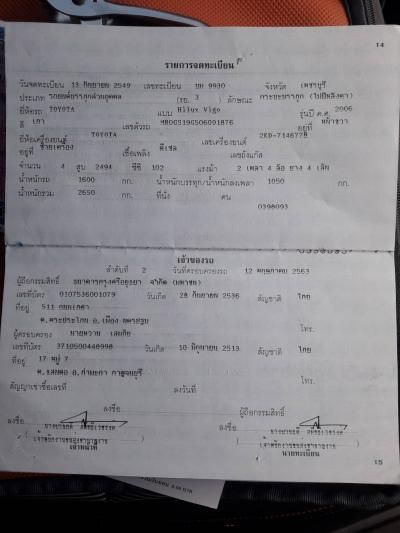 14
รายการจดทะเบียน
วันจดทะเบียน 13 กันยายน 2549 เลขทะเบียน บษ 9930 จังหวัด เพชรบุรี
ประเภท รถยนต์บรรทุกส่วนบุคคล (รย. 3 ) ลักษณะ กระบะบรรทุก (ไม่มีหลังคา)
ยี่ห้อรถ TOYOTA แบบ Hilux Vigo รุ่นปี ค.ศ. 2006
สี เทา เลขตัวรถ MR0GS19G506091876 อยู่ที่
ยี่ห้อเครื่องยนต์ TOYOTA เลขเครื่องยนต์ 2KD-7146778
อยู่ที่ ซ้ายเครื่อง เชื้อเพลิง ดีเซล เลขถังแก๊ส
จำนวน 4 สูบ 2494 ซีซี 102 แรงม้า 2 เพลา 4 ล้อ ยาง 4 เส้น
น้ำหนักรถ 1600 กก. น้ำหนักบรรทุก/น้ำหนักลงเพลา 1050 กก.
น้ำหนักรวม 2650 กก. ที่นั่ง คน
0398093
เจ้าของรถ
ลำดับที่ 2 วันที่ครอบครองรถ 12 พฤษภาคม 2563
ผู้ถือกรรมสิทธิ์ ธนาคารกรุงศรีอยุธยา จำกัด (มหาชน)
เลขที่บัตร 0107536001079 วันเกิด 28 กันยายน 2536 สัญชาติ ไทย
ที่อยู่ 511
ต.พระประโทน อ.เมือง นครปฐม โทร.
ผู้ครอบครอง
เลขที่บัตร 3710500440998 วันเกิด 10 มิถุนายน 2513 สัญชาติ ไทย
ที่อยู่ 17 หมู่ 7
อ.ท่ามะกา กาญจนบุรี โทร.
สัญญาเช่าซื้อเลขที่ ลงวันที่
ลงชื่อ ผู้ถือกรรมสิทธิ์
ลงชื่อ ลงชื่อ
เจ้าหน้าที่ นายทะเบียน
15